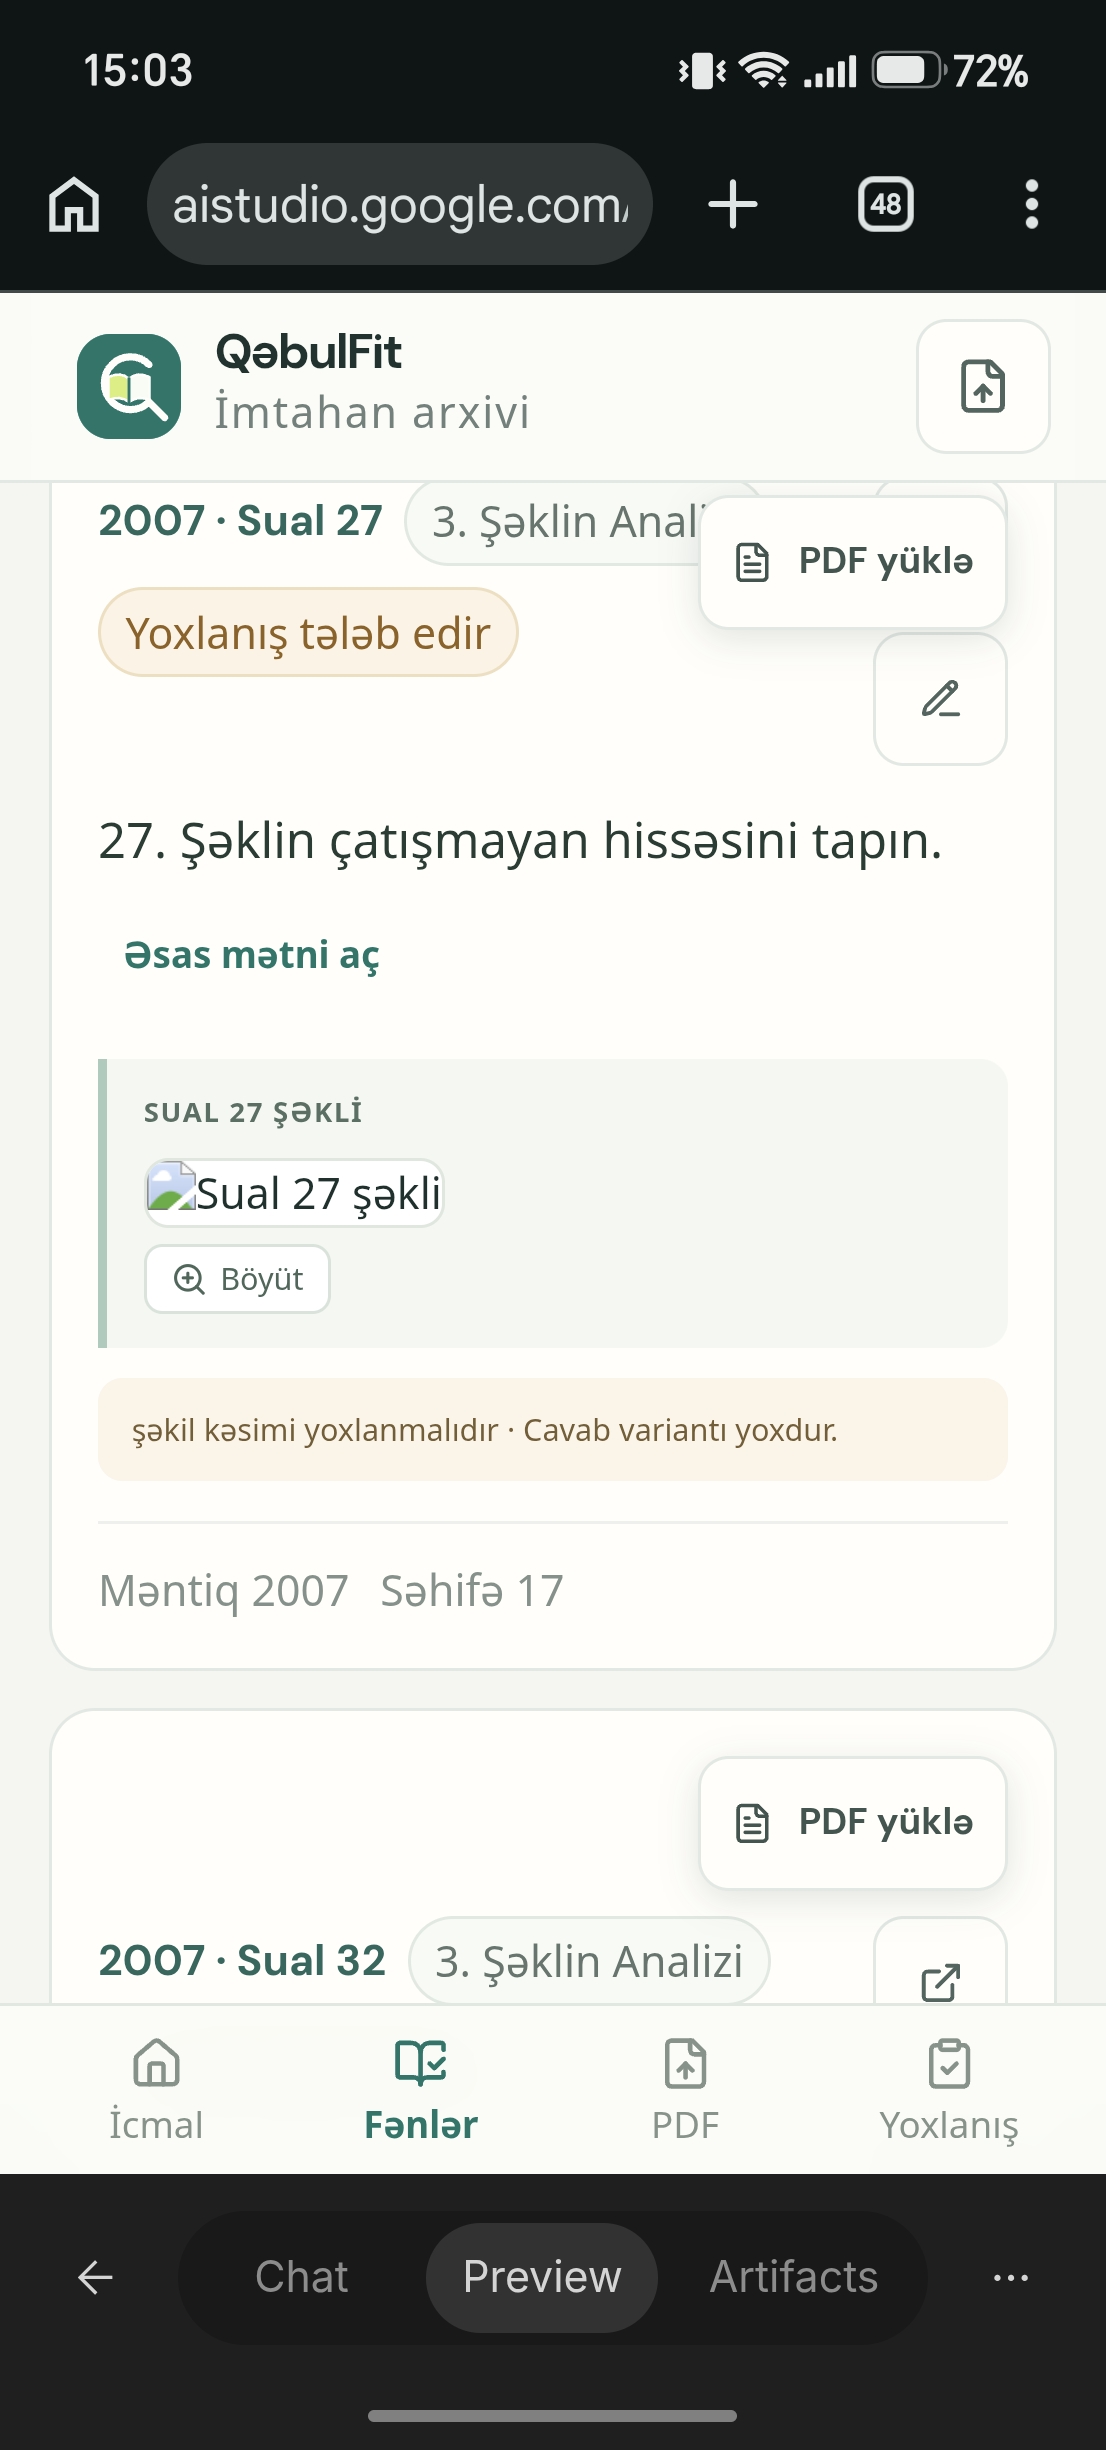 15:03
72%
aistudio.google.com/
48
QəbulFit
İmtahan arxivi
2007 · Sual 27
3. Şəklin Anali
PDF yüklə
Yoxlanış tələb edir
27. Şəklin çatışmayan hissəsini tapın.
Əsas mətni aç
SUAL 27 ŞƏKLİ
Sual 27 şəkli
Böyüt
şəkil kəsimi yoxlanmalıdır · Cavab variantı yoxdur.
Məntiq 2007 Səhifə 17
PDF yüklə
2007 · Sual 32
3. Şəklin Analizi
İcmal
Fənlər
PDF
Yoxlanış
Chat
Preview
Artifacts